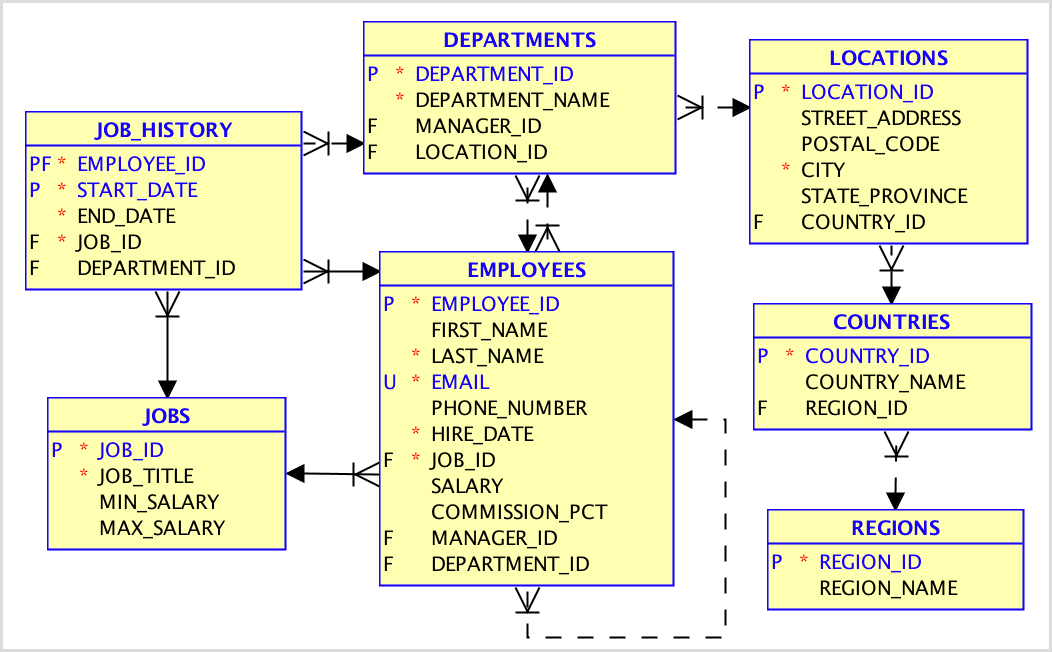 DEPARTMENTS
P * DEPARTMENT_ID
* DEPARTMENT_NAME
F MANAGER_ID
F LOCATION_ID
LOCATIONS
P * LOCATION_ID
STREET_ADDRESS
POSTAL_CODE
* CITY
STATE_PROVINCE
F COUNTRY_ID
JOB_HISTORY
PF * EMPLOYEE_ID
P * START_DATE
* END_DATE
F * JOB_ID
F DEPARTMENT_ID
EMPLOYEES
P * EMPLOYEE_ID
FIRST_NAME
* LAST_NAME
U * EMAIL
PHONE_NUMBER
* HIRE_DATE
F * JOB_ID
SALARY
COMMISSION_PCT
F MANAGER_ID
F DEPARTMENT_ID
COUNTRIES
P * COUNTRY_ID
COUNTRY_NAME
F REGION_ID
JOBS
P * JOB_ID
* JOB_TITLE
MIN_SALARY
MAX_SALARY
REGIONS
P * REGION_ID
REGION_NAME